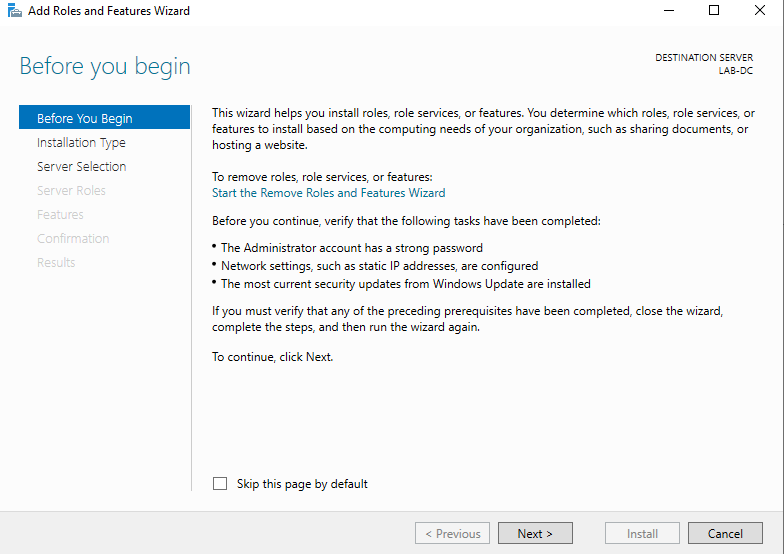 Add Roles and Features Wizard
Before you begin
DESTINATION SERVER
LAB-DC
Before You Begin
Installation Type
Server Selection
Server Roles
Features
Confirmation
Results
This wizard helps you install roles, role services, or features. You determine which roles, role services, or
features to install based on the computing needs of your organization, such as sharing documents, or
hosting a website.
To remove roles, role services, or features:
Start the Remove Roles and Features Wizard
Before you continue, verify that the following tasks have been completed:
• The Administrator account has a strong password
• Network settings, such as static IP addresses, are configured
• The most current security updates from Windows Update are installed
If you must verify that any of the preceding prerequisites have been completed, close the wizard,
complete the steps, and then run the wizard again.
To continue, click Next.
Skip this page by default
< Previous
Next >
Install
Cancel